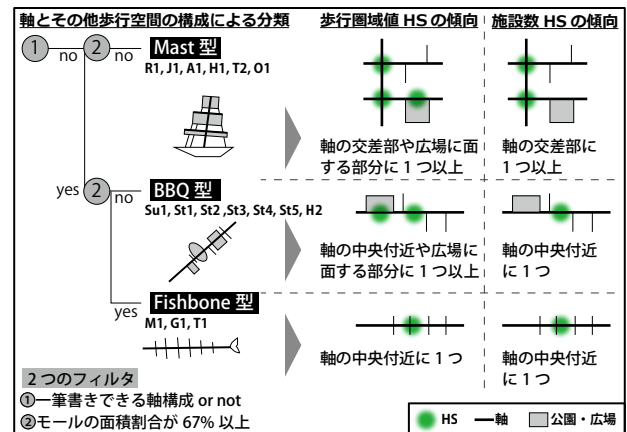 軸とその他歩行空間の構成による分類
歩行圏域値 HS の傾向
施設数 HS の傾向
1 no 2 no Mast 型
R1, J1, A1, H1, T2, O1
軸の交差部や広場に面
する部分に 1 つ以上
軸の交差部に
1 つ以上
yes 2 no BBQ 型
Su1, St1, St2 ,St3, St4, St5, H2
軸の中央付近や広場に
面する部分に 1 つ以上
軸の中央付近
に 1 つ
yes Fishbone 型
M1, G1, T1
軸の中央付近に 1 つ
軸の中央付近
に 1 つ
2 つのフィルタ
①一筆書きできる軸構成 or not
②モールの面積割合が 67% 以上
HS 軸 公園・広場